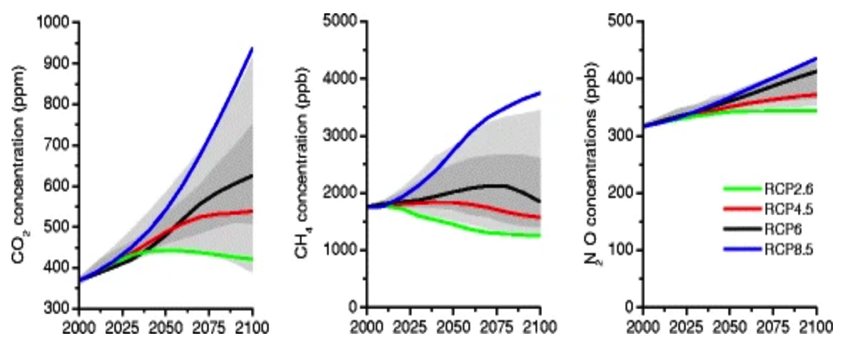 CO2 concentration (ppm)
1000
900
800
700
600
500
400
300
2000 2025 2050 2075 2100
CH4 concentration (ppb)
5000
4000
3000
2000
1000
0
2000 2025 2050 2075 2100
N2O concentrations (ppb)
500
400
300
200
100
0
2000 2025 2050 2075 2100
RCP2.6
RCP4.5
RCP6
RCP8.5